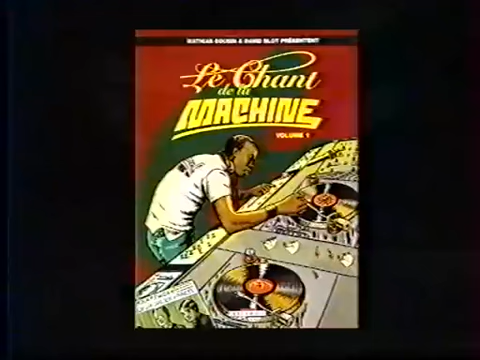 MATHIAS COUSIN & DAVID BLOT PRÉSENTENT
Le Chant
de la
MACHINE
VOLUME 1